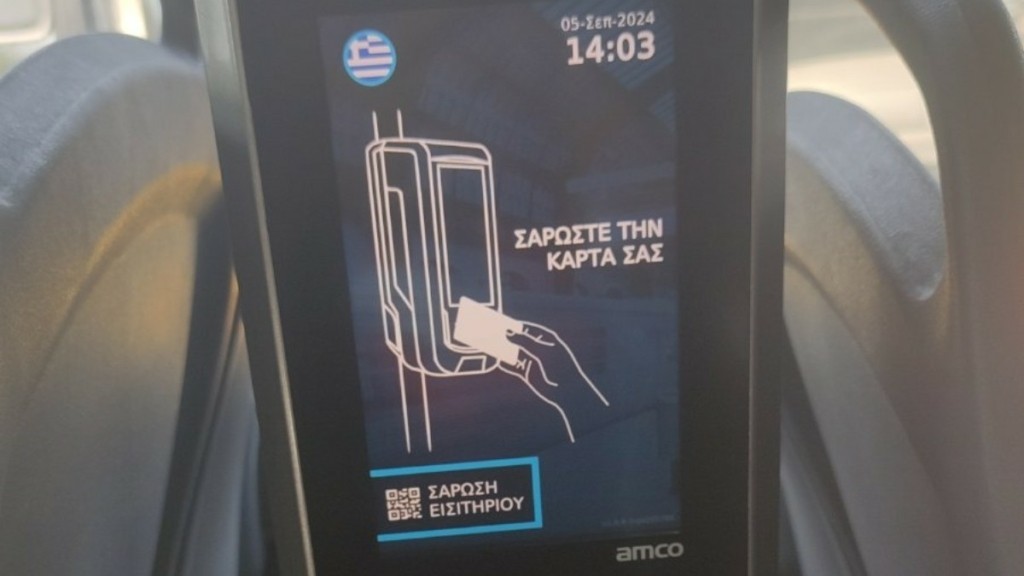 05-Σεπ-2024
14:03
ΣΑΡΩΣΤΕ ΤΗΝ
ΚΑΡΤΑ ΣΑΣ
ΣΑΡΩΣΗ
ΕΙΣΙΤΗΡΙΟΥ
amco